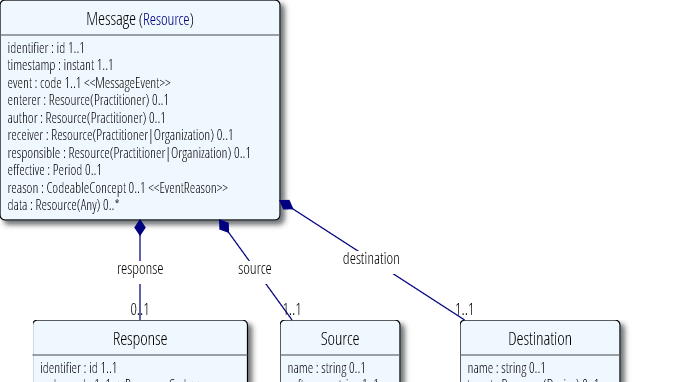 Message (Resource)
identifier : id 1..1
timestamp : instant 1..1
event : code 1..1 <<MessageEvent>>
enterer : Resource(Practitioner) 0..1
author : Resource(Practitioner) 0..1
receiver : Resource(Practitioner|Organization) 0..1
responsible : Resource(Practitioner|Organization) 0..1
effective : Period 0..1
reason : CodeableConcept 0..1 <<EventReason>>
data : Resource(Any) 0..*
response
source
destination
0..1
1..1
1..1
Response
Source
Destination
identifier : id 1..1
name : string 0..1
name : string 0..1